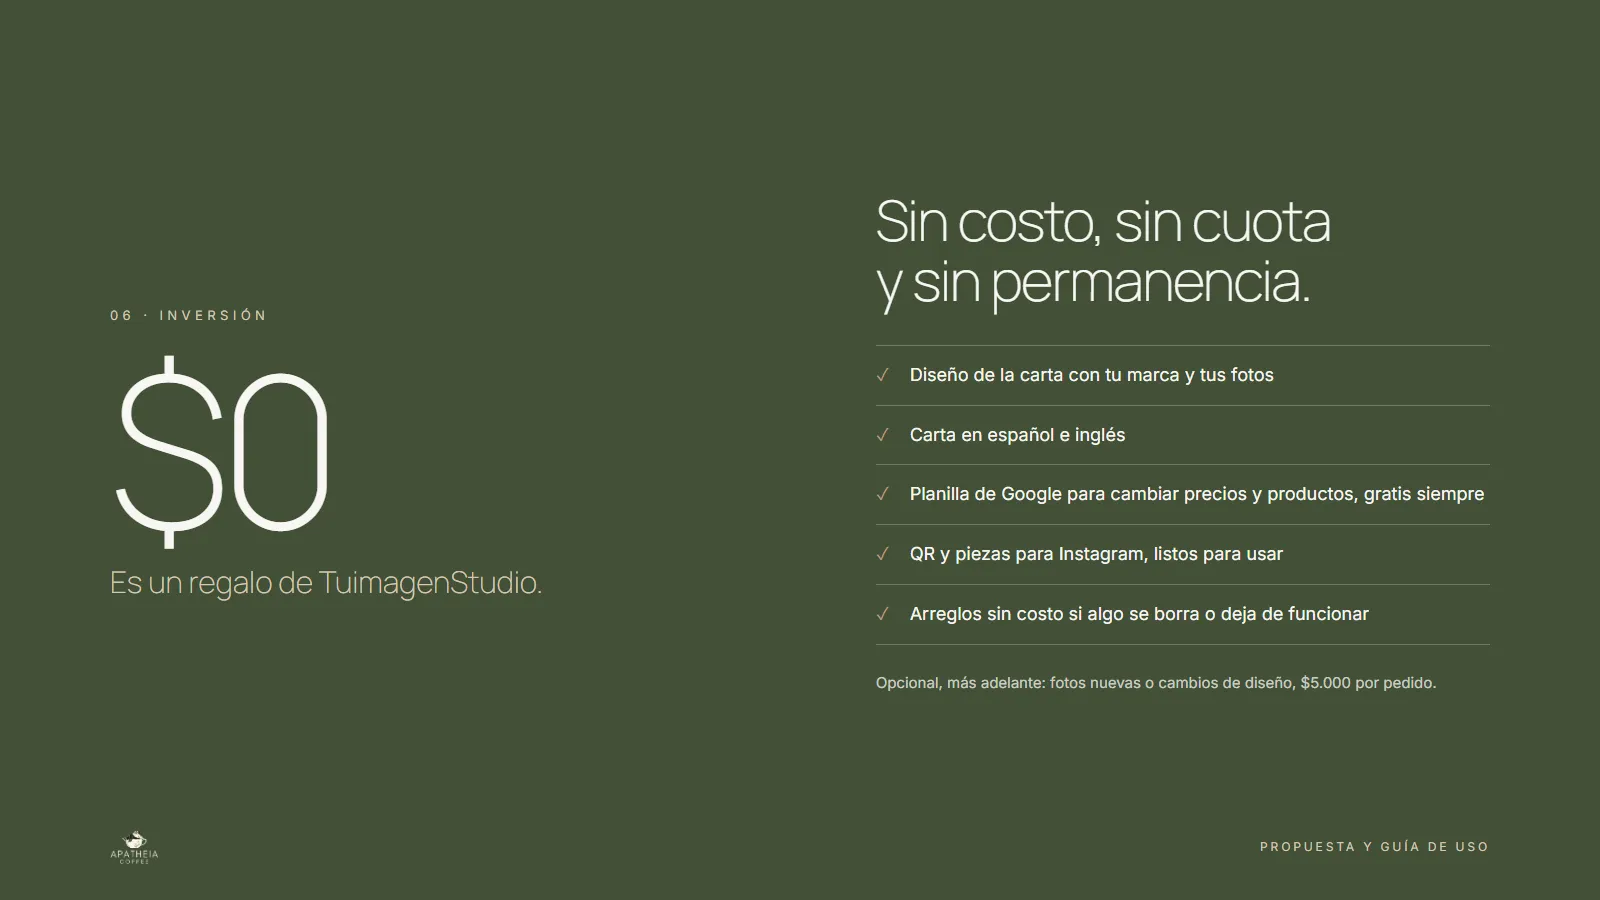 06 · INVERSIÓN
$0
Es un regalo de TuimagenStudio.
Sin costo, sin cuota
y sin permanencia.
✓ Diseño de la carta con tu marca y tus fotos
✓ Carta en español e inglés
✓ Planilla de Google para cambiar precios y productos, gratis siempre
✓ QR y piezas para Instagram, listos para usar
✓ Arreglos sin costo si algo se borra o deja de funcionar
Opcional, más adelante: fotos nuevas o cambios de diseño, $5.000 por pedido.
APATHEIA
COFFEE
PROPUESTA Y GUÍA DE USO